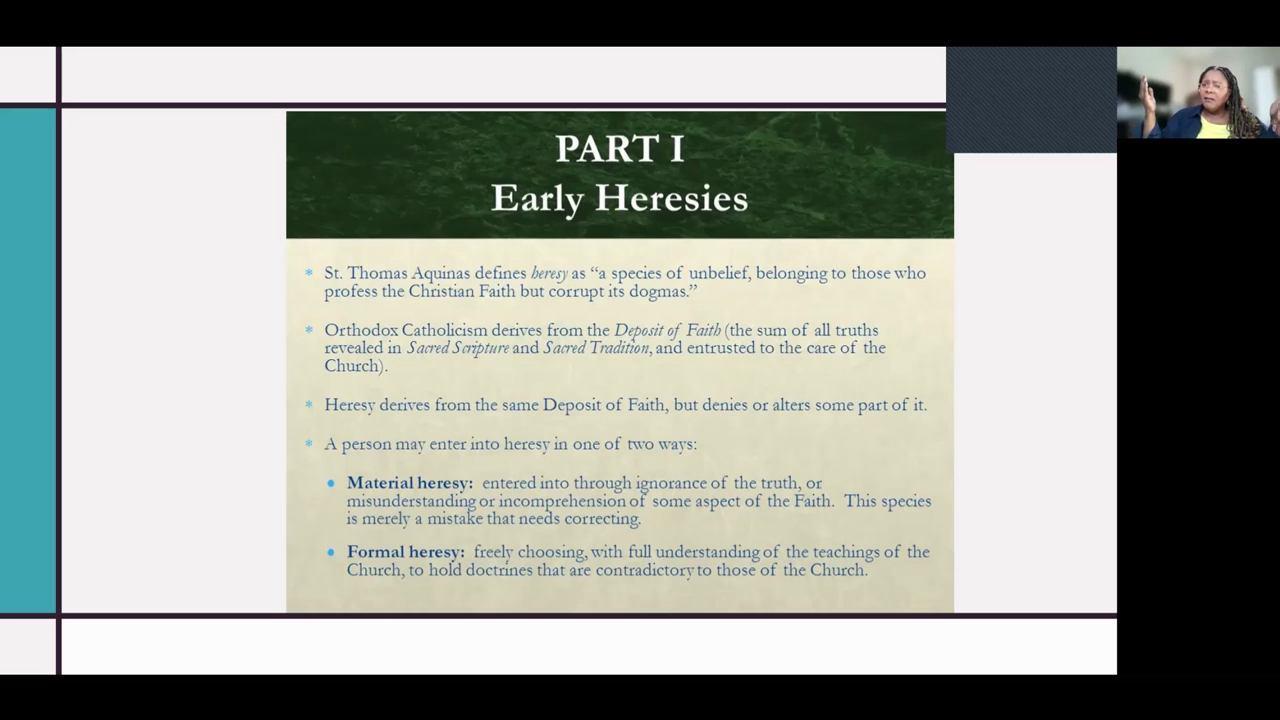 PART I
Early Heresies
* St. Thomas Aquinas defines heresy as “a species of unbelief, belonging to those who
profess the Christian Faith but corrupt its dogmas.”
* Orthodox Catholicism derives from the Deposit of Faith (the sum of all truths
revealed in Sacred Scripture and Sacred Tradition, and entrusted to the care of the
Church).
* Heresy derives from the same Deposit of Faith, but denies or alters some part of it.
* A person may enter into heresy in one of two ways:
• Material heresy: entered into through ignorance of the truth, or
misunderstanding or incomprehension of some aspect of the Faith. This species
is merely a mistake that needs correcting.
• Formal heresy: freely choosing, with full understanding of the teachings of the
Church, to hold doctrines that are contradictory to those of the Church.